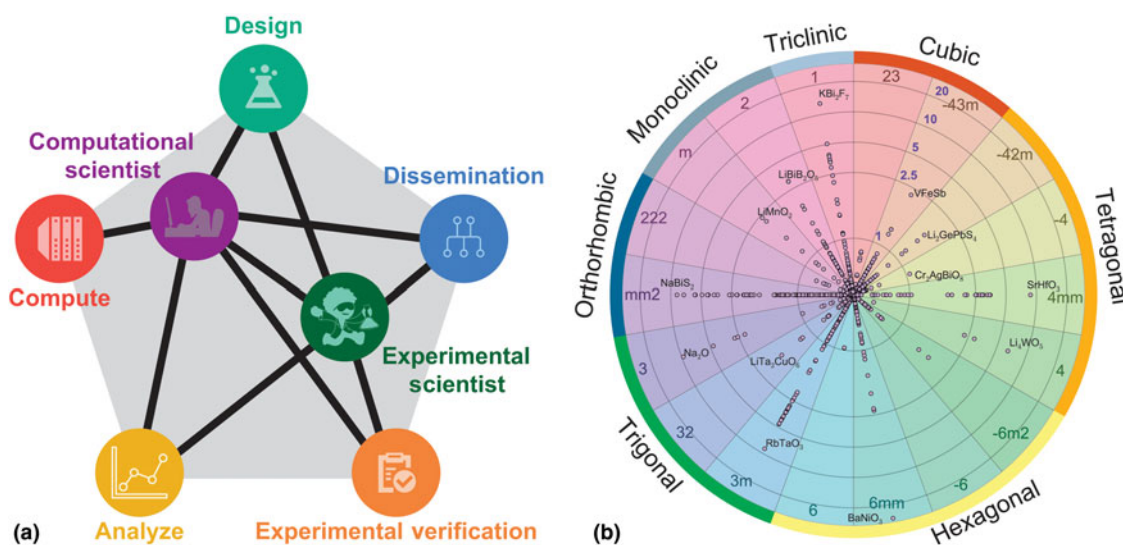 Design
Computational
scientist
Dissemination
Compute
Experimental
scientist
Analyze
Experimental verification
(a)
Triclinic
Cubic
Monoclinic
Tetragonal
Orthorhombic
Trigonal
Hexagonal
1
23
-43m
-42m
-4
4mm
4
-6m2
-6
6mm
6
3m
32
3
mm2
222
m
2
20
10
5
2.5
1
KBi₂F₇
LiBiB₂O₅
LiMnO₂
VFeSb
Li₂GePbS₄
Cr₂AgBiO₈
NaBiS₂
SrHfO₃
Na₂O
LiTa₃CuO₆
Li₄WO₅
RbTaO₃
BaNiO₃
(b)